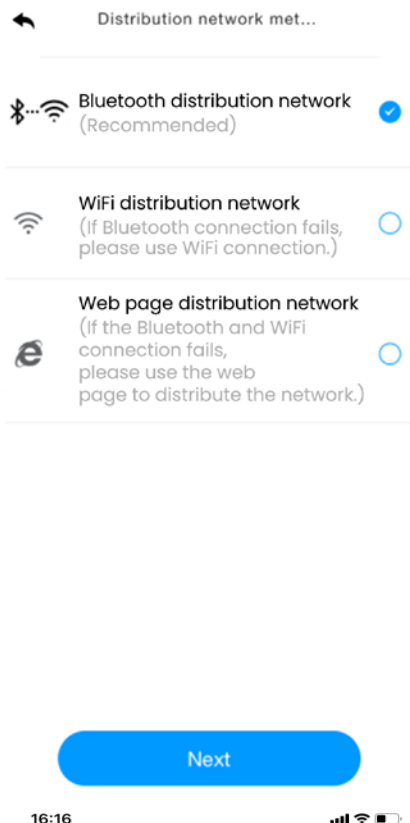 Distribution network met...
Bluetooth distribution network
(Recommended)
WiFi distribution network
(If Bluetooth connection fails,
please use WiFi connection.)
Web page distribution network
(If the Bluetooth and WiFi
connection fails,
please use the web
page to distribute the network.)
Next
16:16